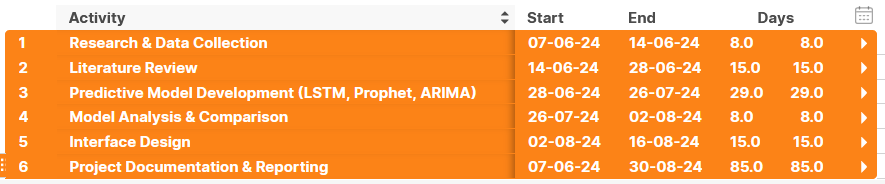 Activity Start End Days
1 Research & Data Collection 07-06-24 14-06-24 8.0 8.0
2 Literature Review 14-06-24 28-06-24 15.0 15.0
3 Predictive Model Development (LSTM, Prophet, ARIMA) 28-06-24 26-07-24 29.0 29.0
4 Model Analysis & Comparison 26-07-24 02-08-24 8.0 8.0
5 Interface Design 02-08-24 16-08-24 15.0 15.0
6 Project Documentation & Reporting 07-06-24 30-08-24 85.0 85.0